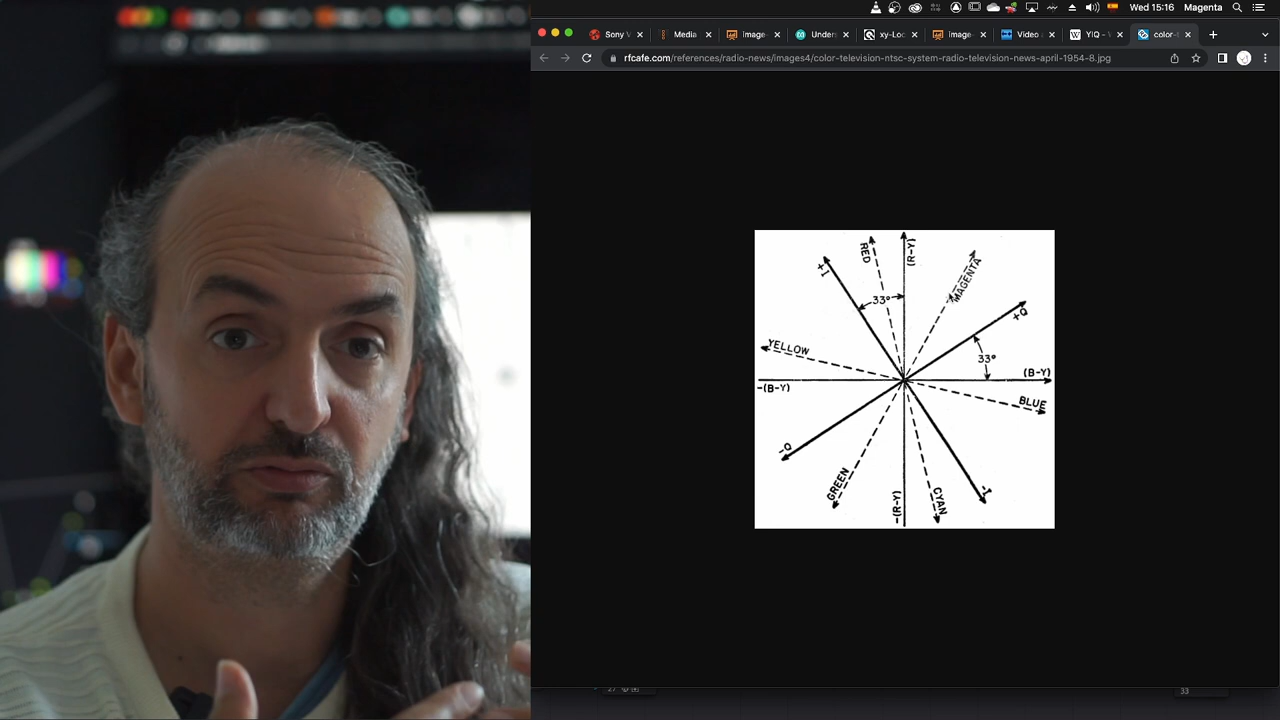 Wed 15:16 Magenta
Sony V
Media
image-
Unders
xy-Loc
image-
Video
YIQ - V
color-t
rfcafe.com/references/radio-news/images4/color-television-ntsc-system-radio-television-news-april-1954-8.jpg
RED
(R-Y)
+I
MAGENTA
33°
+Q
YELLOW
33°
(B-Y)
-(B-Y)
BLUE
-Q
GREEN
-(R-Y)
CYAN
-I
33